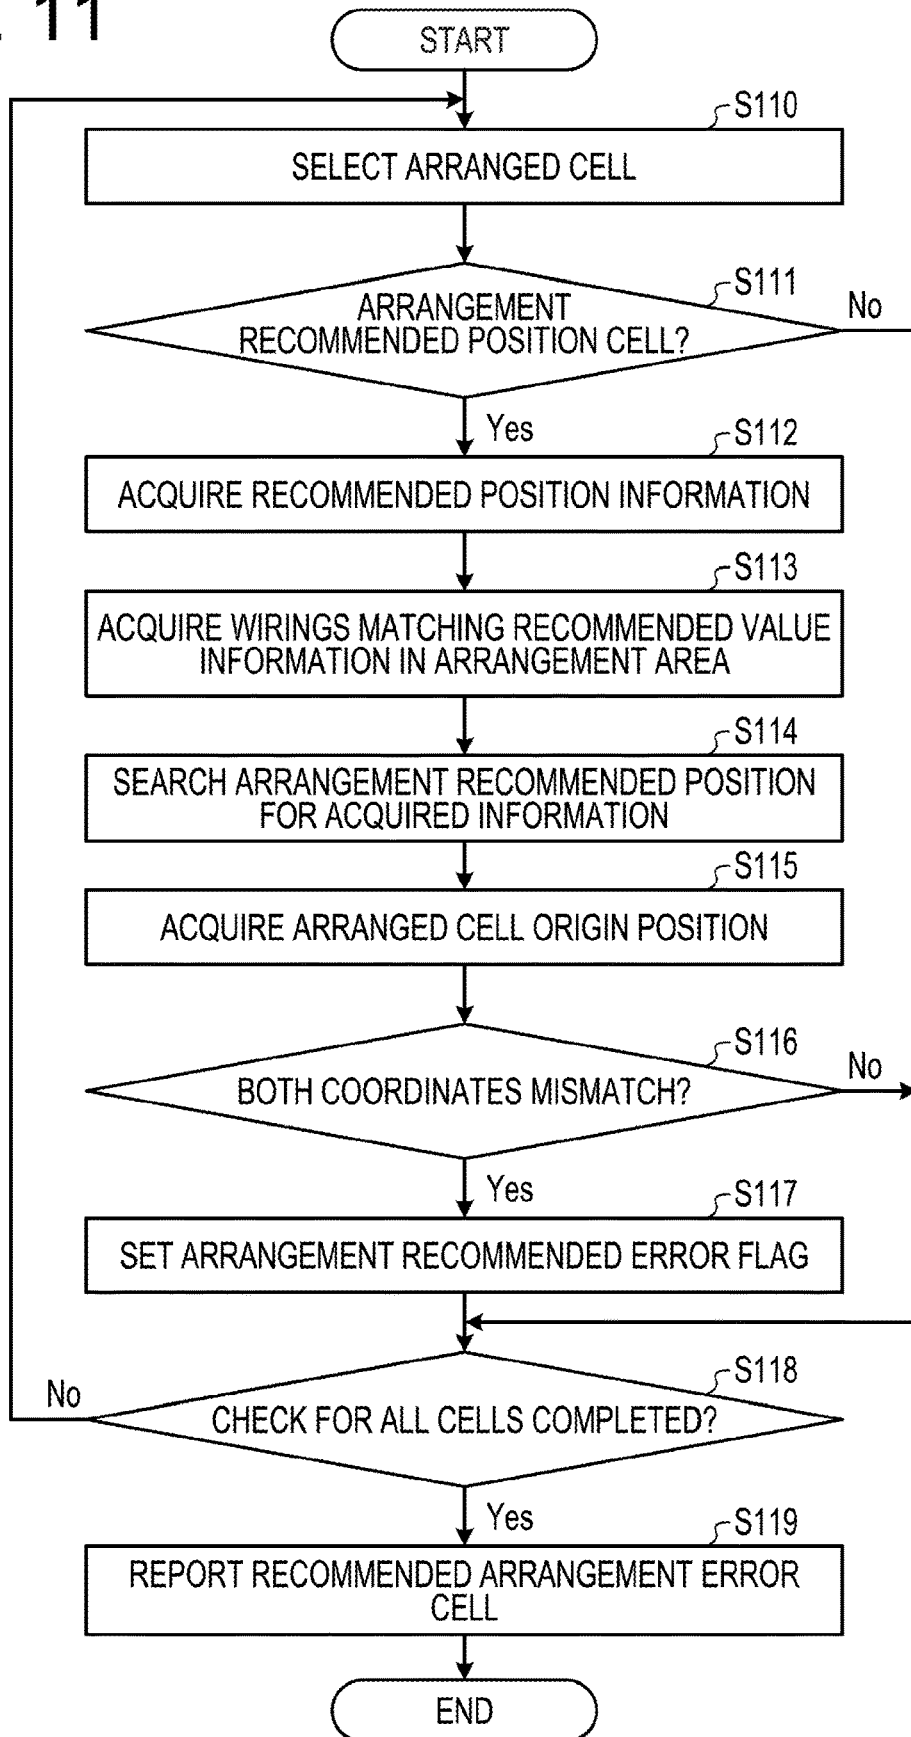 . 11
START
S110
SELECT ARRANGED CELL
S111
ARRANGEMENT
RECOMMENDED POSITION CELL?
No
Yes
S112
ACQUIRE RECOMMENDED POSITION INFORMATION
S113
ACQUIRE WIRINGS MATCHING RECOMMENDED VALUE
INFORMATION IN ARRANGEMENT AREA
S114
SEARCH ARRANGEMENT RECOMMENDED POSITION
FOR ACQUIRED INFORMATION
S115
ACQUIRE ARRANGED CELL ORIGIN POSITION
S116
BOTH COORDINATES MISMATCH?
No
Yes
S117
SET ARRANGEMENT RECOMMENDED ERROR FLAG
S118
No
CHECK FOR ALL CELLS COMPLETED?
Yes
S119
REPORT RECOMMENDED ARRANGEMENT ERROR
CELL
END